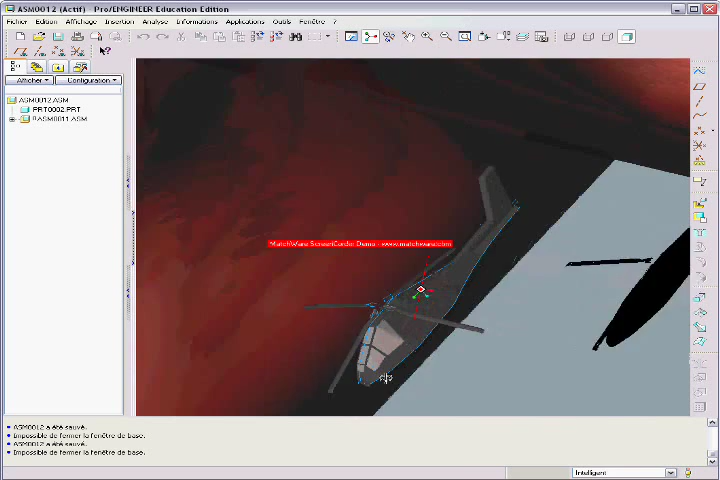 ASM0012 (Actif) - Pro/ENGINEER Education Edition
Fichier Edition Affichage Insertion Analyse Informations Applications Outils Fenêtre ?
Afficher Configuration
ASM0012.ASM
PRT0002.PRT
ASM0011.ASM
MatchWare ScreenCorder Demo - www.matchware.com
ASM0012 a été sauvé.
Impossible de fermer la fenêtre de base.
ASM0012 a été sauvé.
Impossible de fermer la fenêtre de base.
Intelligent